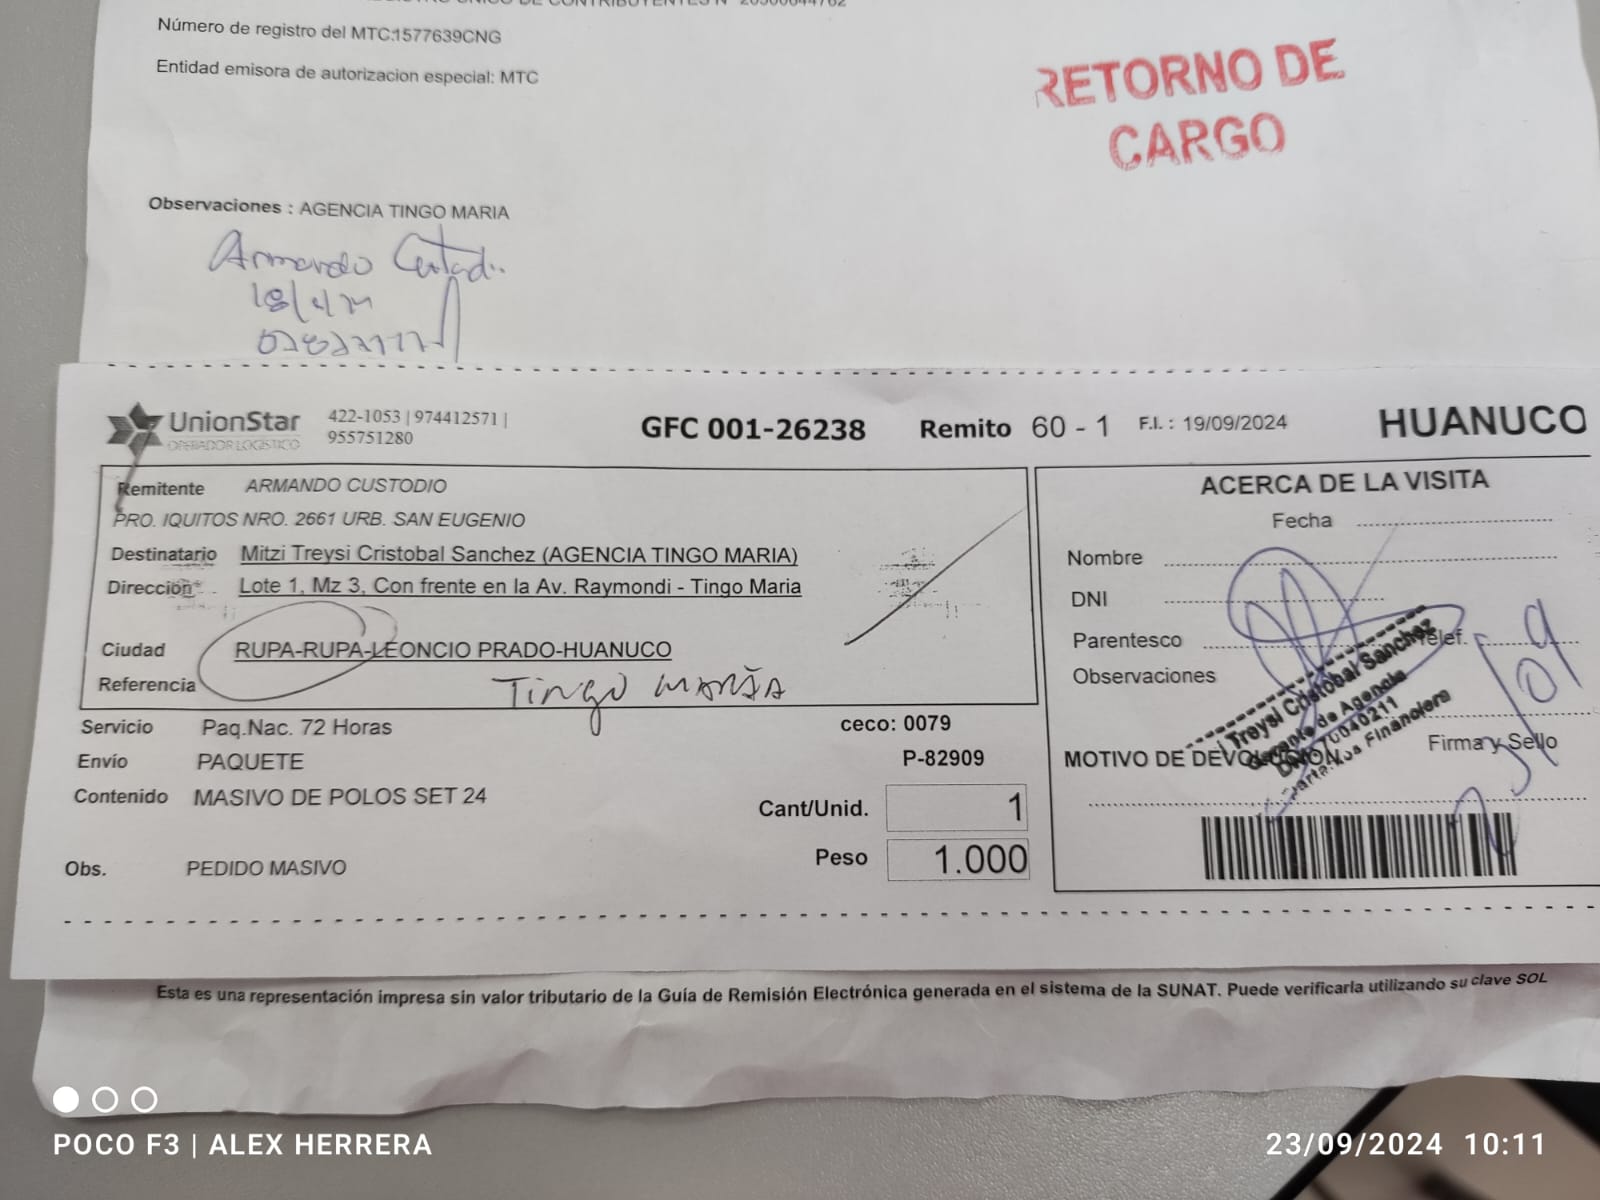 Número de registro del MTC:1577639CNG
Entidad emisora de autorizacion especial: MTC
RETORNO DE
CARGO
Observaciones : AGENCIA TINGO MARIA
Armando Custodi
UnionStar
OPERADOR LOGISTICO
422-1053 | 974412571 |
955751280
GFC 001-26238 Remito 60 - 1 F.I. : 19/09/2024 HUANUCO
Remitente ARMANDO CUSTODIO
PRO. IQUITOS NRO. 2661 URB. SAN EUGENIO
Destinatario Mitzi Treysi Cristobal Sanchez (AGENCIA TINGO MARIA)
Dirección Lote 1, Mz 3, Con frente en la Av. Raymondi - Tingo Maria
Ciudad RUPA-RUPA-LEONCIO PRADO-HUANUCO
Referencia TINGO MARÍA
Servicio Paq.Nac. 72 Horas ceco: 0079
Envío PAQUETE P-82909
Contenido MASIVO DE POLOS SET 24
Cant/Unid. 1
Peso 1.000
Obs. PEDIDO MASIVO
ACERCA DE LA VISITA
Fecha
Nombre
DNI
Parentesco Telef.
Observaciones
Treysi Cristobal Sanchez
de Agencia
Financiera
Firma y Sello
MOTIVO DE
Esta es una representación impresa sin valor tributario de la Guía de Remisión Electrónica generada en el sistema de la SUNAT. Puede verificarla utilizando su clave SOL
POCO F3 | ALEX HERRERA
23/09/2024 10:11